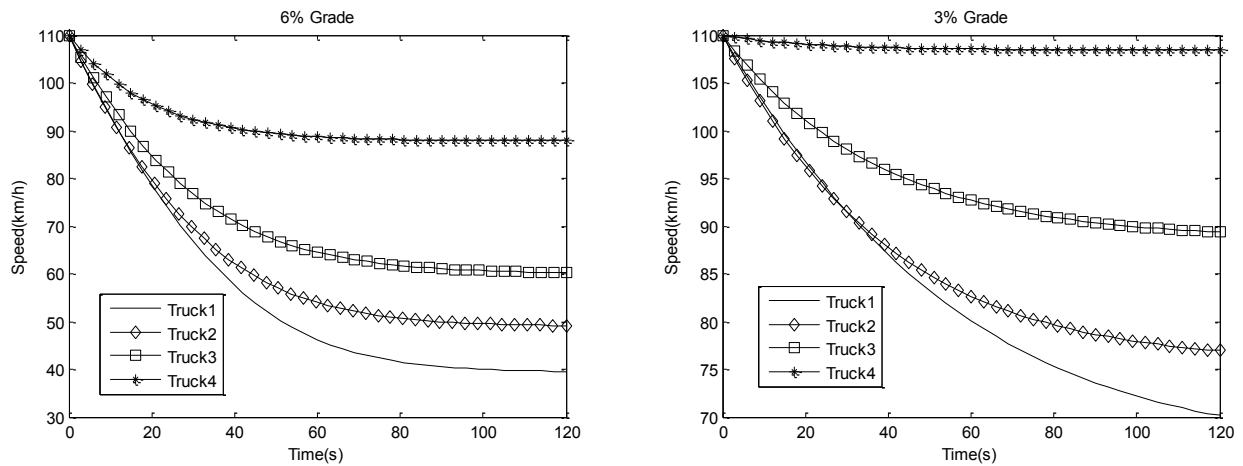 6% Grade
110
100
90
80
70
60
50
40
30
Speed(km/h)
0 20 40 60 80 100 120
Time(s)
Truck1
Truck2
Truck3
Truck4
3% Grade
110
105
100
95
90
85
80
75
70
Speed(km/h)
0 20 40 60 80 100 120
Time(s)
Truck1
Truck2
Truck3
Truck4